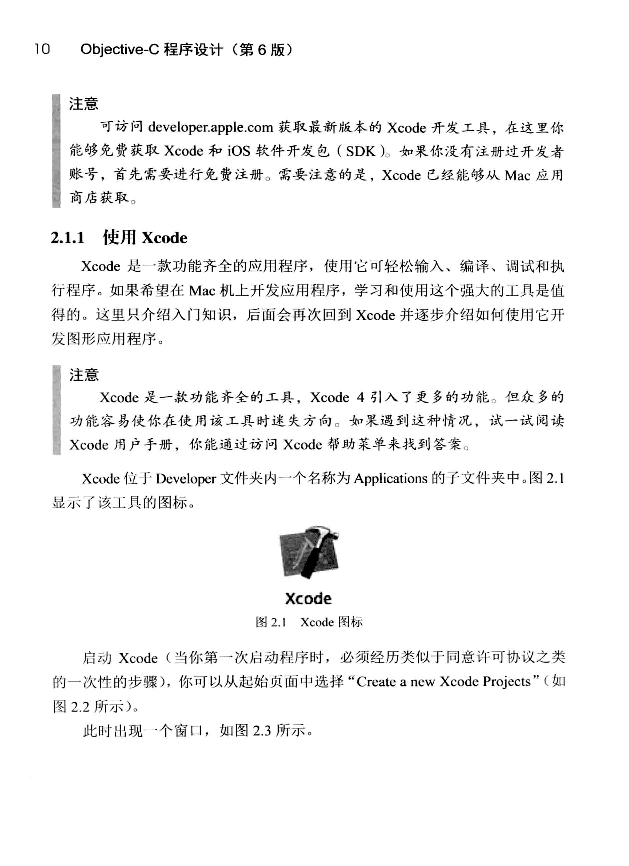 10 Objective-C 程序设计（第 6 版）
注意
可访问 developer.apple.com 获取最新版本的 Xcode 开发工具，在这里你
能够免费获取 Xcode 和 iOS 软件开发包（SDK）。如果你没有注册过开发者
账号，首先需要进行免费注册。需要注意的是，Xcode 已经能够从 Mac 应用
商店获取。
2.1.1 使用 Xcode
Xcode 是一款功能齐全的应用程序，使用它可轻松输入、编译、调试和执
行程序。如果希望在 Mac 机上开发应用程序，学习和使用这个强大的工具是值
得的。这里只介绍入门知识，后面会再次回到 Xcode 并逐步介绍如何使用它开
发图形应用程序。
注意
Xcode 是一款功能齐全的工具，Xcode 4 引入了更多的功能。但众多的
功能容易使你在使用该工具时迷失方向。如果遇到这种情况，试一试阅读
Xcode 用户手册，你能通过访问 Xcode 帮助菜单来找到答案。
Xcode 位于 Developer 文件夹内一个名称为 Applications 的子文件夹中。图 2.1
显示了该工具的图标。
Xcode
图 2.1 Xcode 图标
启动 Xcode（当你第一次启动程序时，必须经历类似于同意许可协议之类
的一次性的步骤），你可以从起始页面中选择“Create a new Xcode Projects”（如
图 2.2 所示）。
此时出现一个窗口，如图 2.3 所示。